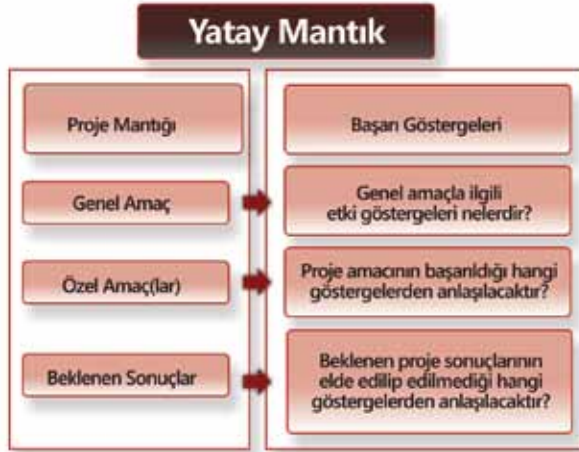 Yatay Mantık
Proje Mantığı
Başarı Göstergeleri
Genel Amaç
Genel amaçla ilgili
etki göstergeleri nelerdir?
Özel Amaç(lar)
Proje amacının başarıldığı hangi
göstergelerden anlaşılacaktır?
Beklenen Sonuçlar
Beklenen proje sonuçlarının
elde edilip edilmediği hangi
göstergelerden anlaşılacaktır?